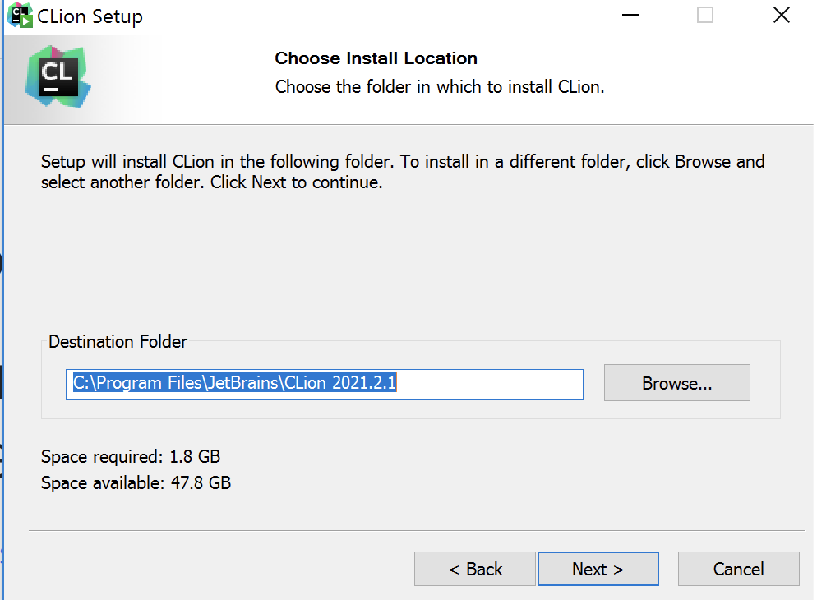 CLion Setup
CL
Choose Install Location
Choose the folder in which to install CLion.
Setup will install CLion in the following folder. To install in a different folder, click Browse and
select another folder. Click Next to continue.
Destination Folder
C:\Program Files\JetBrains\CLion 2021.2.1
Browse...
Space required: 1.8 GB
Space available: 47.8 GB
< Back
Next >
Cancel